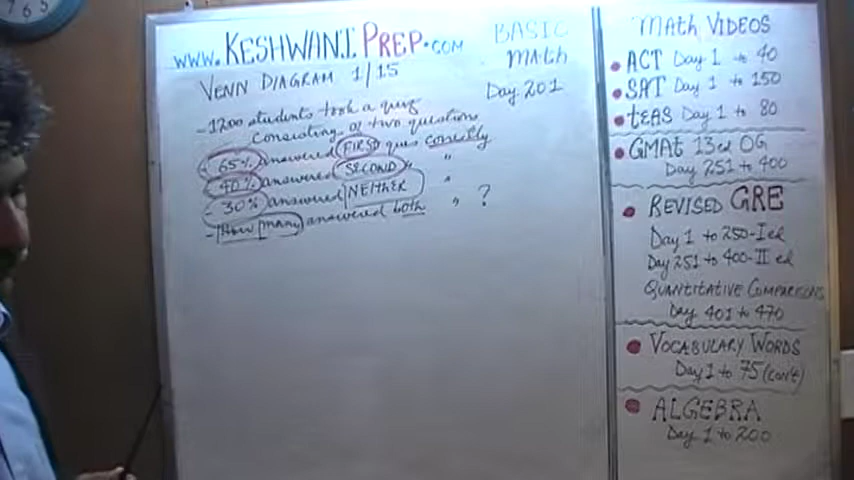 www.KESHWANIPREP.com
VENN DIAGRAM 1/15
BASIC
Math
Day 201
-1200 students took a quiz
consisting of two questions
- 65% answered FIRST ques correctly
- 40% answered SECOND " "
- 30% answered NEITHER "
- How many answered both " ?
MAth VIDEOS
ACT Day 1 to 40
SAT Day 1 to 150
tEAS Day 1 to 80
GMAt 13ed OG
Day 251 to 400
REVISED GRE
Day 1 to 250-I ed
Day 251 to 400-II ed
QUANTITATIVE COMPARISONS
Day 401 to 470
VOCABULARY WORDS
Day 1 to 75 (con't)
ALGEBRA
Day 1 to 200
7 6 5